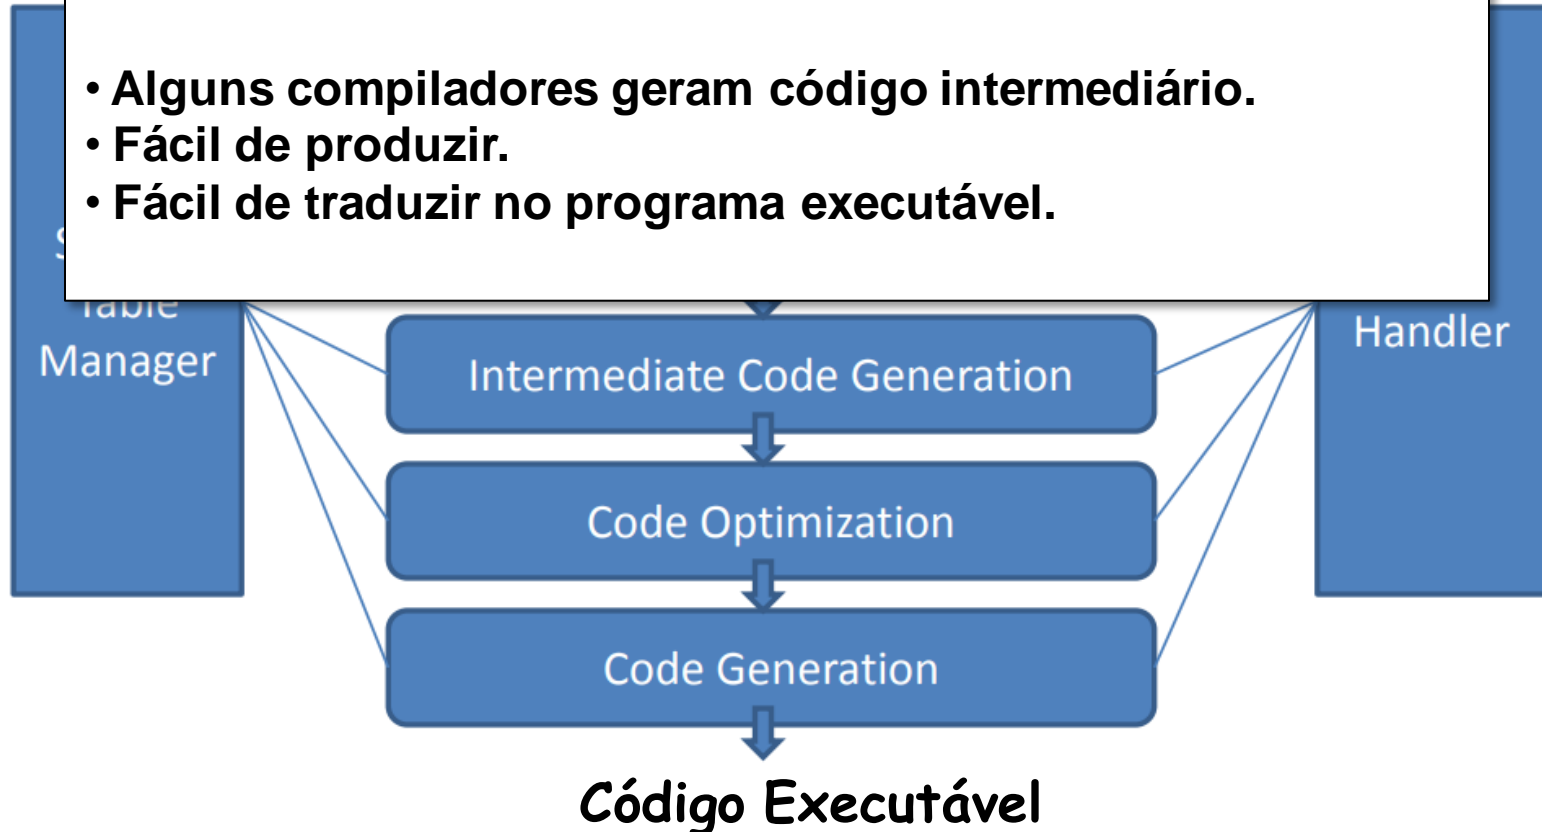 • Alguns compiladores geram código intermediário.
• Fácil de produzir.
• Fácil de traduzir no programa executável.
Table
Manager
Handler
Intermediate Code Generation
Code Optimization
Code Generation
Código Executável